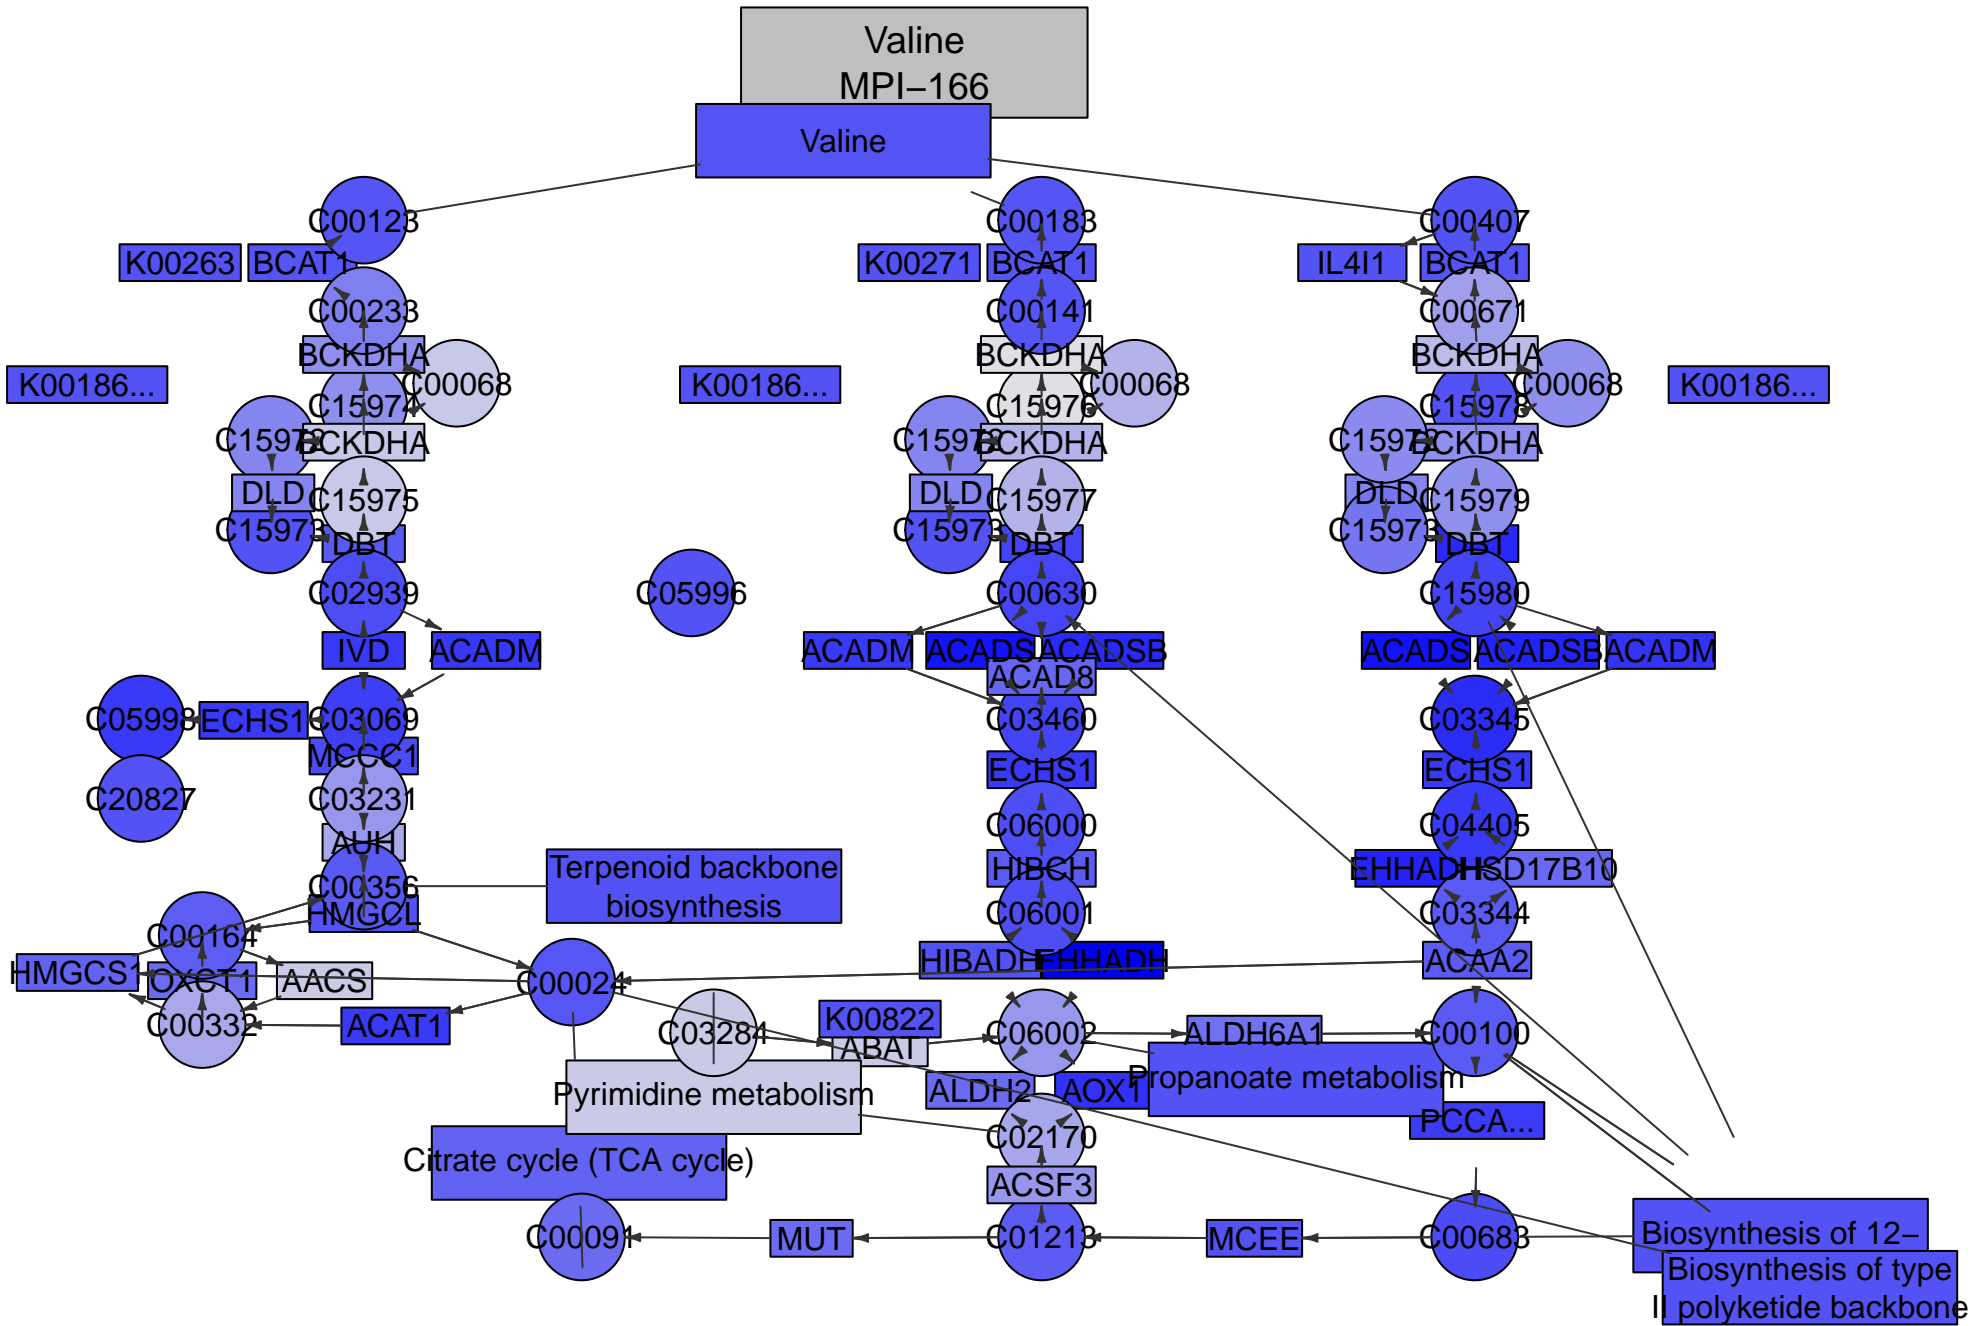 Valine
MPI–166
Valine
C00123
C00183
C00407
K00263
BCAT1
K00271
BCAT1
IL4I1
BCAT1
C00233
C00141
C00671
BCKDHA
BCKDHA
BCKDHA
K00186...
C00068
K00186...
C00068
C00068
K00186...
C15974
C15976
C15978
C15972
BCKDHA
C15972
BCKDHA
C15972
BCKDHA
DLD
C15975
DLD
C15977
DLD
C15979
C15973
DBT
C15973
DBT
C15973
DBT
C02939
C05996
C00630
C15980
IVD
ACADM
ACADM
ACADS
ACADSB
ACADS
ACADSB
ACADM
ACAD8
C05998
ECHS1
C03069
C03460
C03345
MCCC1
ECHS1
ECHS1
C20827
C03231
C06000
C04405
AUH
Terpenoid backbone
biosynthesis
HIBCH
EHHADH
HSD17B10
C00356
HMGCL
C06001
C03344
C00164
HMGCS1
OXCT1
AACS
C00024
HIBADH
EHHADH
ACAA2
C00332
ACAT1
C03284
K00822
ABAT
C06002
ALDH6A1
C00100
Pyrimidine metabolism
ALDH2
AOX1
Propanoate metabolism
PCCA...
C02170
Citrate cycle (TCA cycle)
ACSF3
C00091
MUT
C01213
MCEE
C00683
Biosynthesis of 12–
Biosynthesis of type
II polyketide backbone